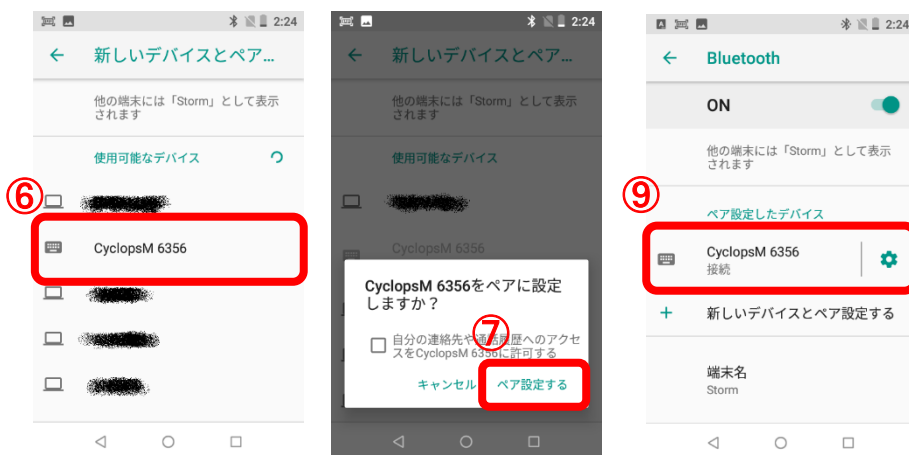 2:24
新しいデバイスとペア...
他の端末には「Storm」として表示
されます
使用可能なデバイス
⑥
CyclopsM 6356
2:24
新しいデバイスとペア...
他の端末には「Storm」として表示
されます
使用可能なデバイス
CyclopsM 6356
CyclopsM 6356をペアに設定
しますか？
⑦
自分の連絡先や通話履歴へのアクセ
スをCyclopsM 6356に許可する
キャンセル
ペア設定する
A
2:24
Bluetooth
ON
他の端末には「Storm」として表示
されます
⑨
ペア設定したデバイス
CyclopsM 6356
接続
+ 新しいデバイスとペア設定する
端末名
Storm